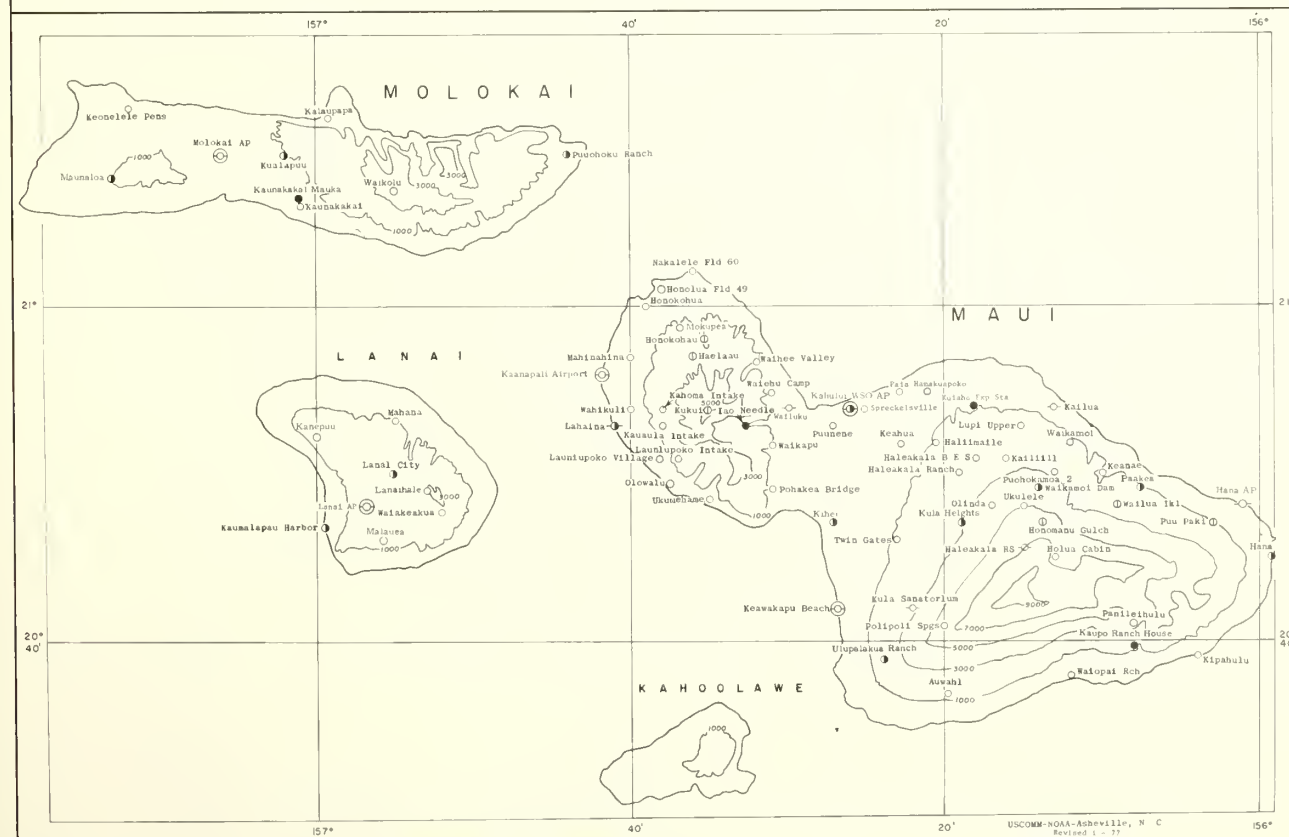 157° 40' 20' 156°
MOLOKAI
Keonelele Pens
Kalaupapa
Molokai AP
1000
Kualapuu
3000
Puuohoku Ranch
Maunaloa
Waikolu
3000
Kaunakakai Mauka
Kaunakakai
1000
Nakalele Fld 60
Honolua Fld 49
21°
Honokohua
MAUI
Mokupea
Honokohau
LANAI
Mahinahina
Haelaau
Waihee Valley
Kaanapali Airport
Waiehu Camp
Kahului WSO AP
Spreckelsville
Kailua
Kahoma Intake
5000
Mahana
Wahikuli
Kukui
Iao Needle
Wailuku
Kanepuu
Lahaina
Puunene
Lupi Upper
Kauaula Intake
Waikapu
Keahua
Haliimaile
Waikamoi
Launiupoko Village
Launiupoko Intake
Haleakala B E S
Kailiili
Lanai City
Haleakala Ranch
Keanae
3000
Puohokamoa 2
Paakea
Olowalu
Waikamoi Dam
Lanaihale
3000
Pohakea Bridge
Ukulele
Hana AP
Ukumehame
1000
Olinda
Wailua Iki
Lanai AP
Waiakeakua
Kihei
Kula Heights
Puu Paki
Kaumalapau Harbor
Honomanu Gulch
Malauea
Twin Gates
1000
Haleakala RS
Holua Cabin
Hana
Keawakapu Beach
Kula Sanatorium
9000
Polipoli Spgs
7000
Panileihulu
20°
40'
5000
Kaupo Ranch House
Ulupalakua Ranch
3000
Kipahulu
Waiopai Rch
Auwahi
1000
KAHOOLAWE
1000
157° 40' 20' 156°
USCOMM-NOAA-Asheville, N C
Revised 1 - 77